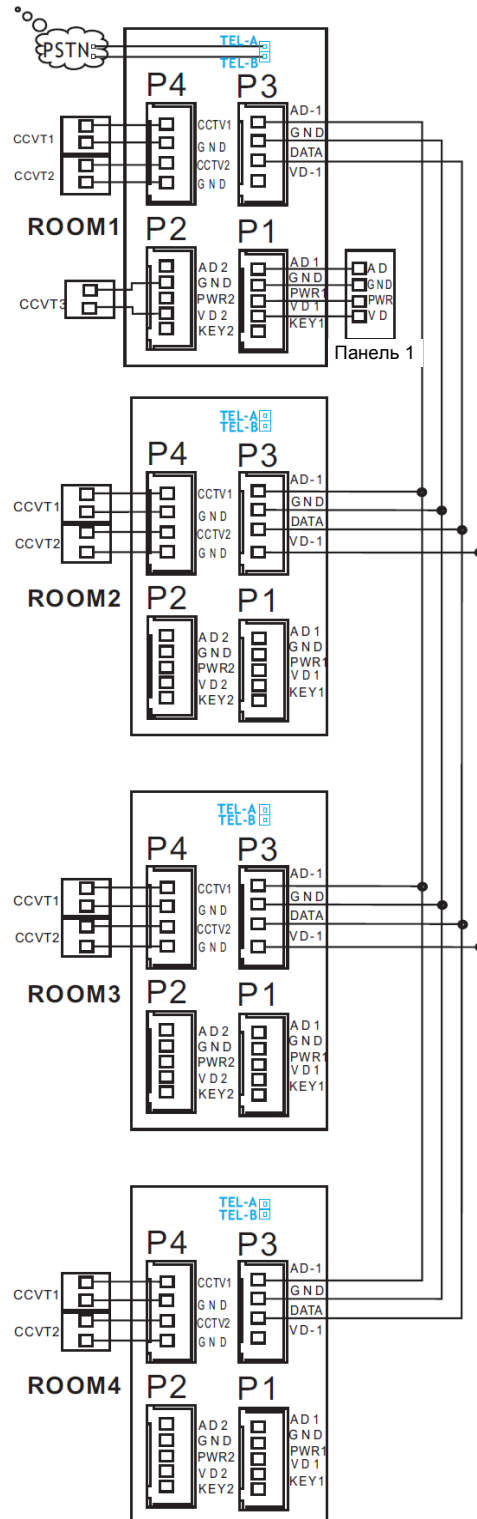 PSTN
TEL-A
TEL-B
P4
P3
AD-1
GND
DATA
VD-1
CCTV1
GND
CCTV2
GND
CCVT1
CCVT2
ROOM1
P2
P1
AD2
GND
PWR2
VD2
KEY2
AD1
GND
PWR1
VD1
KEY1
AD
GND
PWR
VD
CCVT3
Панель 1
TEL-A
TEL-B
P4
P3
AD-1
GND
DATA
VD-1
CCTV1
GND
CCTV2
GND
CCVT1
CCVT2
ROOM2
P2
P1
AD2
GND
PWR2
VD2
KEY2
AD1
GND
PWR1
VD1
KEY1
TEL-A
TEL-B
P4
P3
AD-1
GND
DATA
VD-1
CCTV1
GND
CCTV2
GND
CCVT1
CCVT2
ROOM3
P2
P1
AD2
GND
PWR2
VD2
KEY2
AD1
GND
PWR1
VD1
KEY1
TEL-A
TEL-B
P4
P3
AD-1
GND
DATA
VD-1
CCTV1
GND
CCTV2
GND
CCVT1
CCVT2
ROOM4
P2
P1
AD2
GND
PWR2
VD2
KEY2
AD1
GND
PWR1
VD1
KEY1